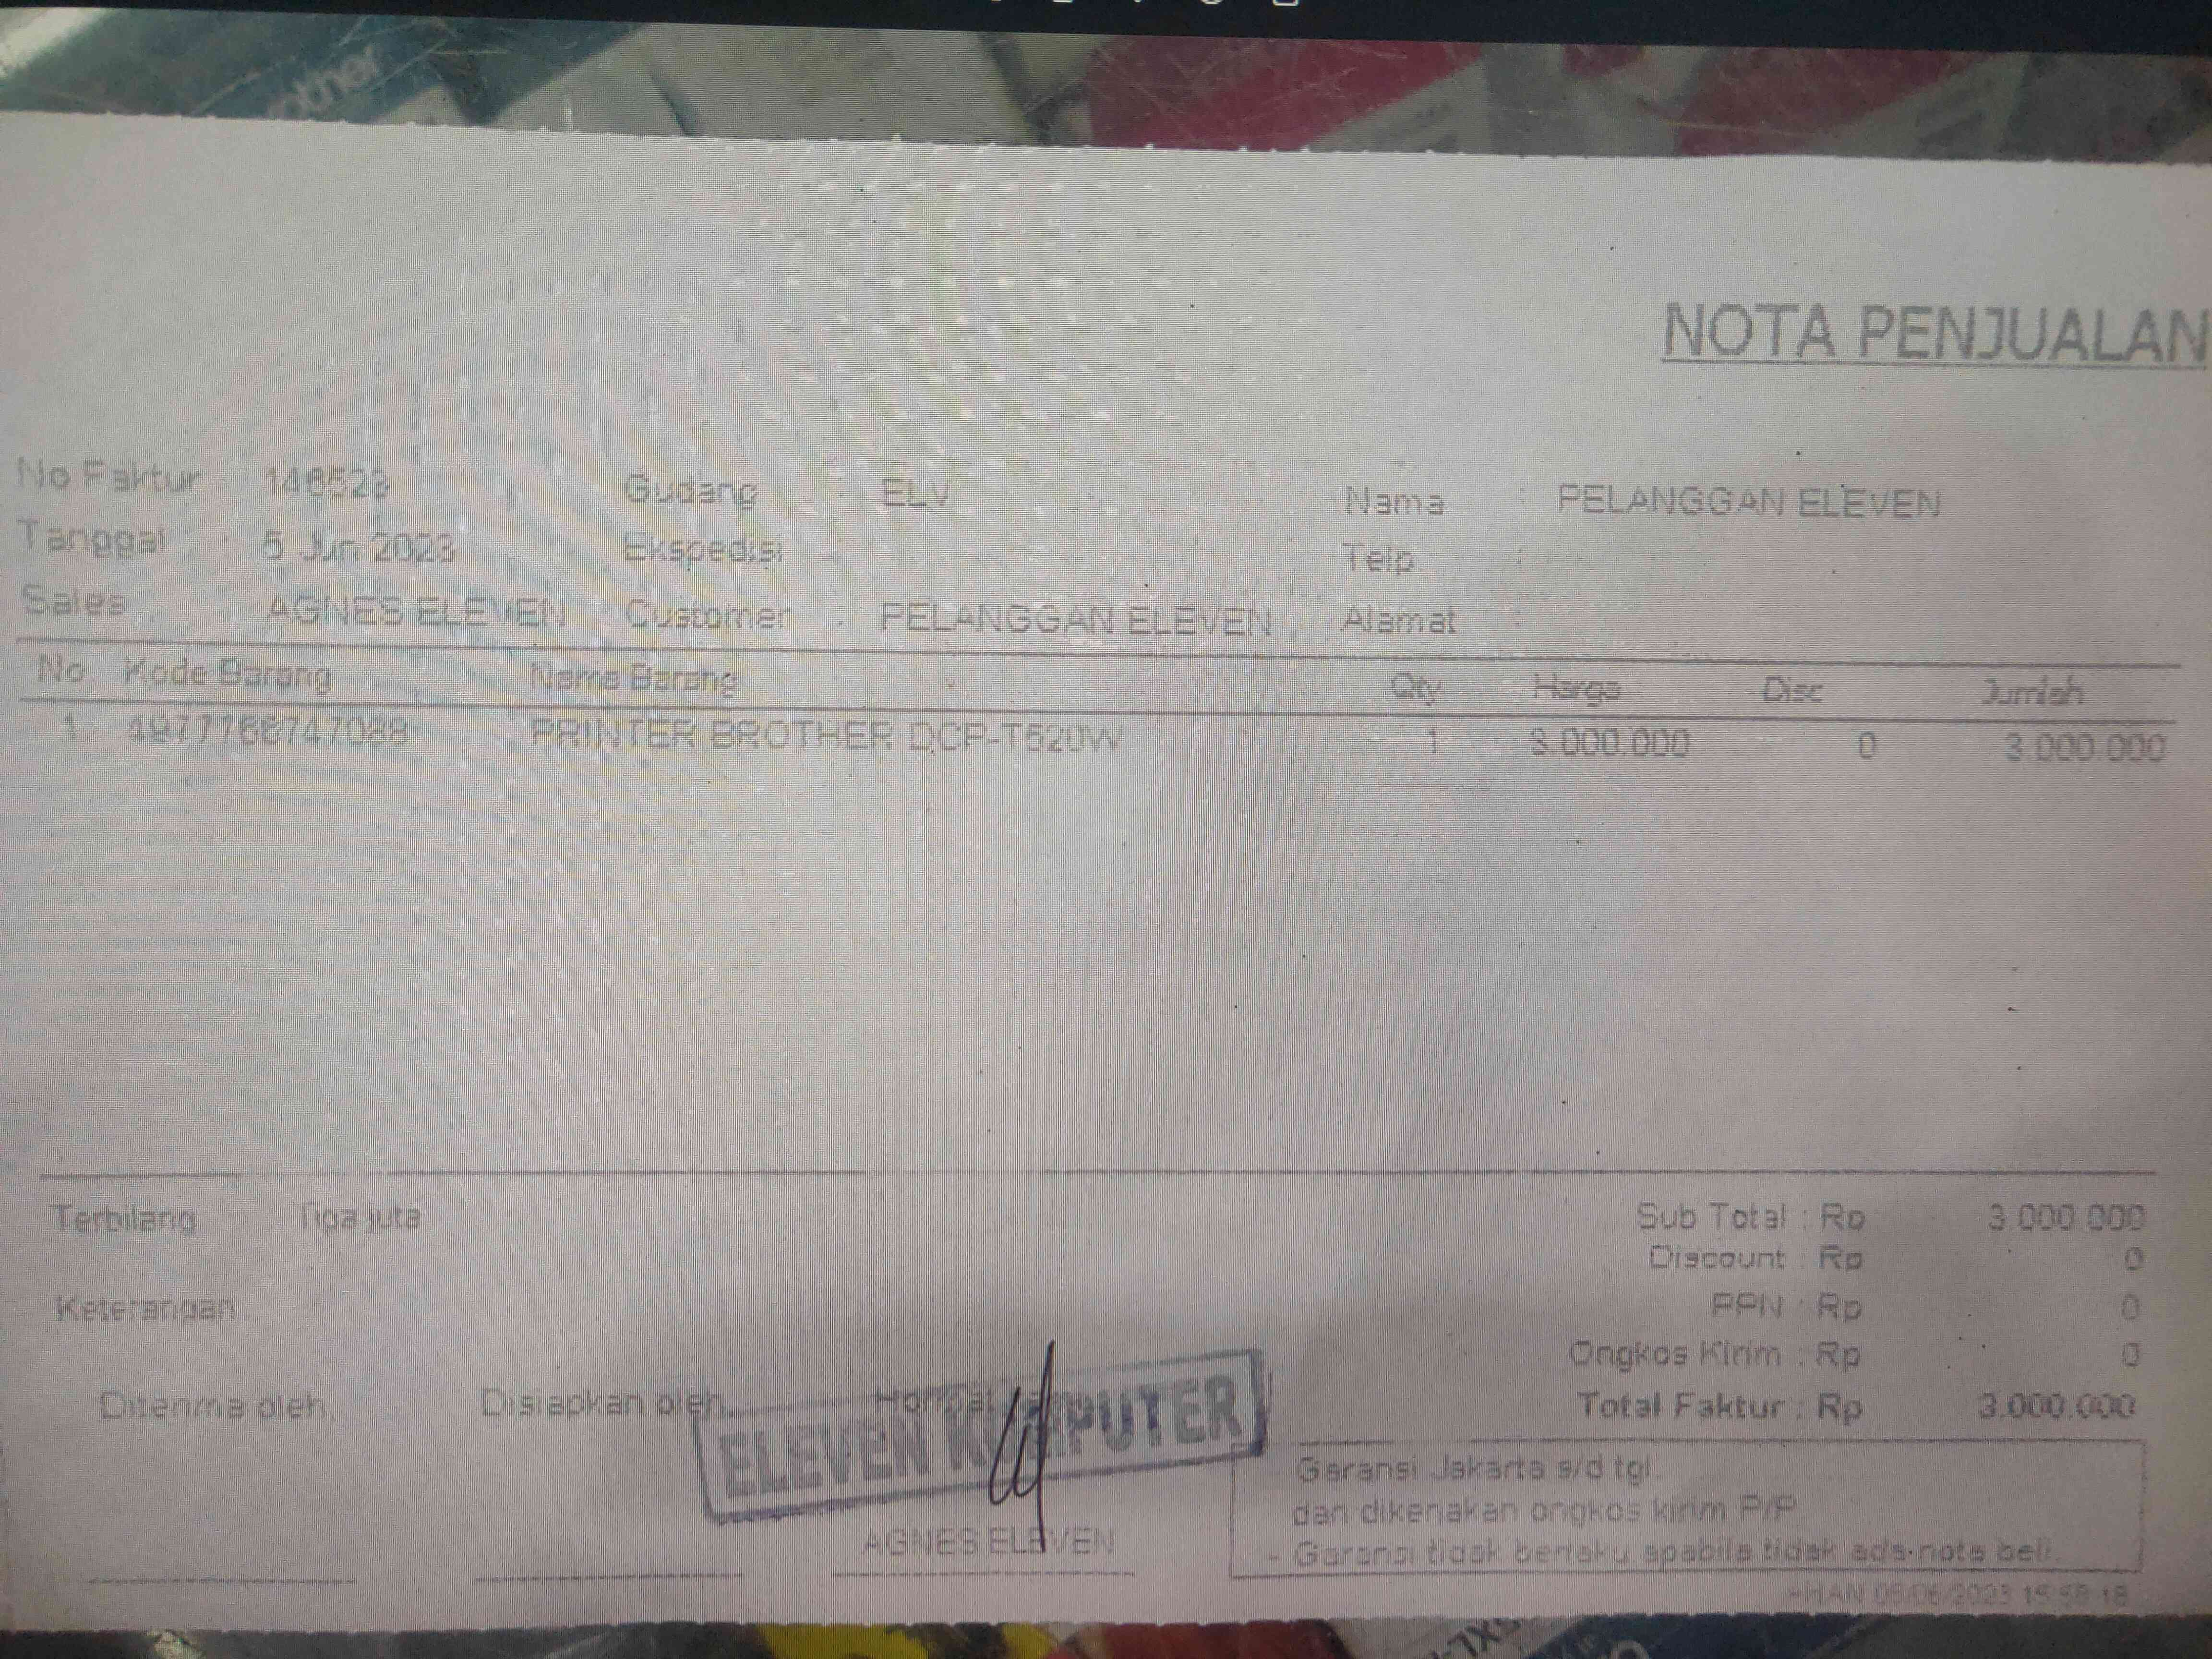 other
NOTA PENJUALAN
No Faktur 146523 Gudang : ELV Nama : PELANGGAN ELEVEN
Tanggal : 5 Jun 2023 Ekspedisi Telp. :
Sales AGNES ELEVEN Customer : PELANGGAN ELEVEN Alamat :
No. Kode Barang Nama Barang Qty Harga Disc Jumlah
1 4977766747088 PRINTER BROTHER DCP-T520W 1 3.000.000 0 3.000.000
Terbilang Tiga juta Sub Total : Rp 3.000.000
Discount : Rp 0
Keterangan. PPN : Rp 0
Ongkos Kirim : Rp 0
Diterima oleh, Disiapkan oleh, Total Faktur : Rp 3.000.000
ELEVEN KOMPUTER
Garansi Jakarta s/d tgl.
dan dikenakan ongkos kirim P/P
AGNES ELEVEN - Garansi tidak berlaku apabila tidak ada nota beli.
05/06/2023